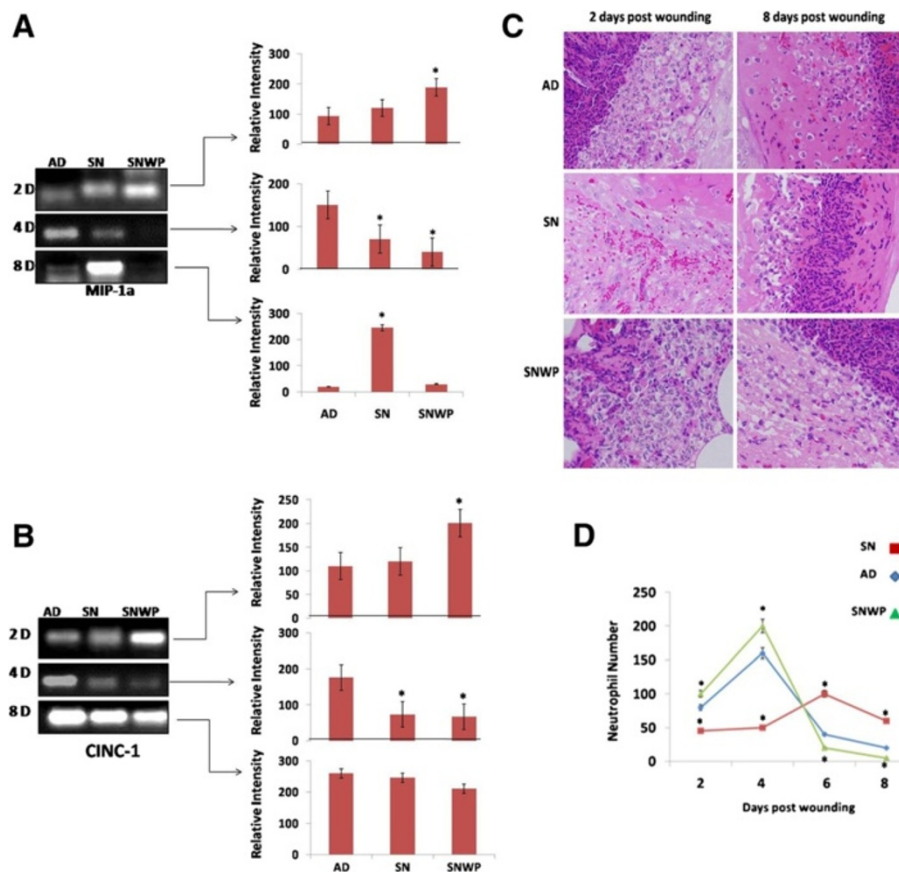 A
Relative Intensity
300
200
100
0
*
AD SN SNWP
2 D
4 D
8 D
MIP-1a
Relative Intensity
200
150
100
50
0
* *
Relative Intensity
300
200
100
0
*
AD SN SNWP
B
Relative Intensity
250
200
150
100
50
0
*
AD SN SNWP
2 D
4 D
8 D
CINC-1
Relative Intensity
300
200
100
0
* *
Relative Intensity
300
200
100
0
AD SN SNWP
C
2 days post wounding 8 days post wounding
AD
SN
SNWP
D
SN
AD
SNWP
Neutrophil Number
250
200
150
100
50
0
* * * *
* * * *
2 4 6 8
Days post wounding